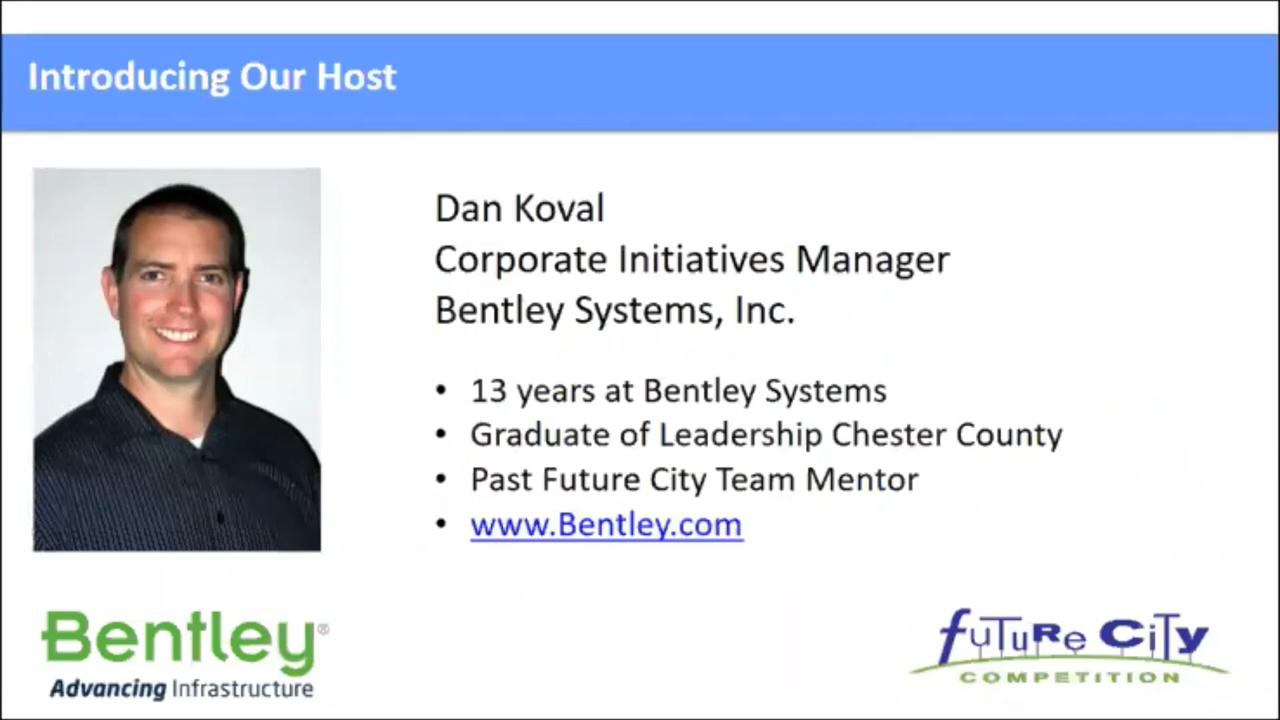 Introducing Our Host
Dan Koval
Corporate Initiatives Manager
Bentley Systems, Inc.
• 13 years at Bentley Systems
• Graduate of Leadership Chester County
• Past Future City Team Mentor
• www.Bentley.com
Bentley®
Advancing Infrastructure
fuTuRe CiTy
COMPETITION